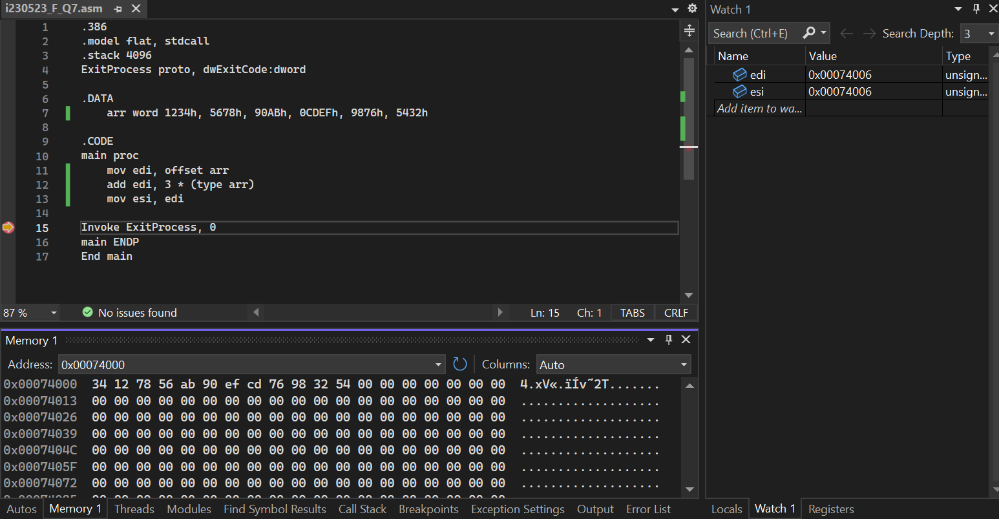 i230523_F_Q7.asm
1 .386
2 .model flat, stdcall
3 .stack 4096
4 ExitProcess proto, dwExitCode:dword
5
6 .DATA
7 arr word 1234h, 5678h, 90ABh, 0CDEFh, 9876h, 5432h
8
9 .CODE
10 main proc
11 mov edi, offset arr
12 add edi, 3 * (type arr)
13 mov esi, edi
14
15 Invoke ExitProcess, 0
16 main ENDP
17 End main
87 % No issues found Ln: 15 Ch: 1 TABS CRLF
Memory 1
Address: 0x00074000 Columns: Auto
0x00074000 34 12 78 56 ab 90 ef cd 76 98 32 54 00 00 00 00 00 00 00 4.xV«.ïÍv˜2T.......
0x00074013 00 00 00 00 00 00 00 00 00 00 00 00 00 00 00 00 00 00 00 ...................
0x00074026 00 00 00 00 00 00 00 00 00 00 00 00 00 00 00 00 00 00 00 ...................
0x00074039 00 00 00 00 00 00 00 00 00 00 00 00 00 00 00 00 00 00 00 ...................
0x0007404C 00 00 00 00 00 00 00 00 00 00 00 00 00 00 00 00 00 00 00 ...................
0x0007405F 00 00 00 00 00 00 00 00 00 00 00 00 00 00 00 00 00 00 00 ...................
0x00074072 00 00 00 00 00 00 00 00 00 00 00 00 00 00 00 00 00 00 00 ...................
Autos Memory 1 Threads Modules Find Symbol Results Call Stack Breakpoints Exception Settings Output Error List
Watch 1
Search (Ctrl+E) Search Depth: 3
Name Value Type
edi 0x00074006 unsign...
esi 0x00074006 unsign...
Add item to wa...
Locals Watch 1 Registers